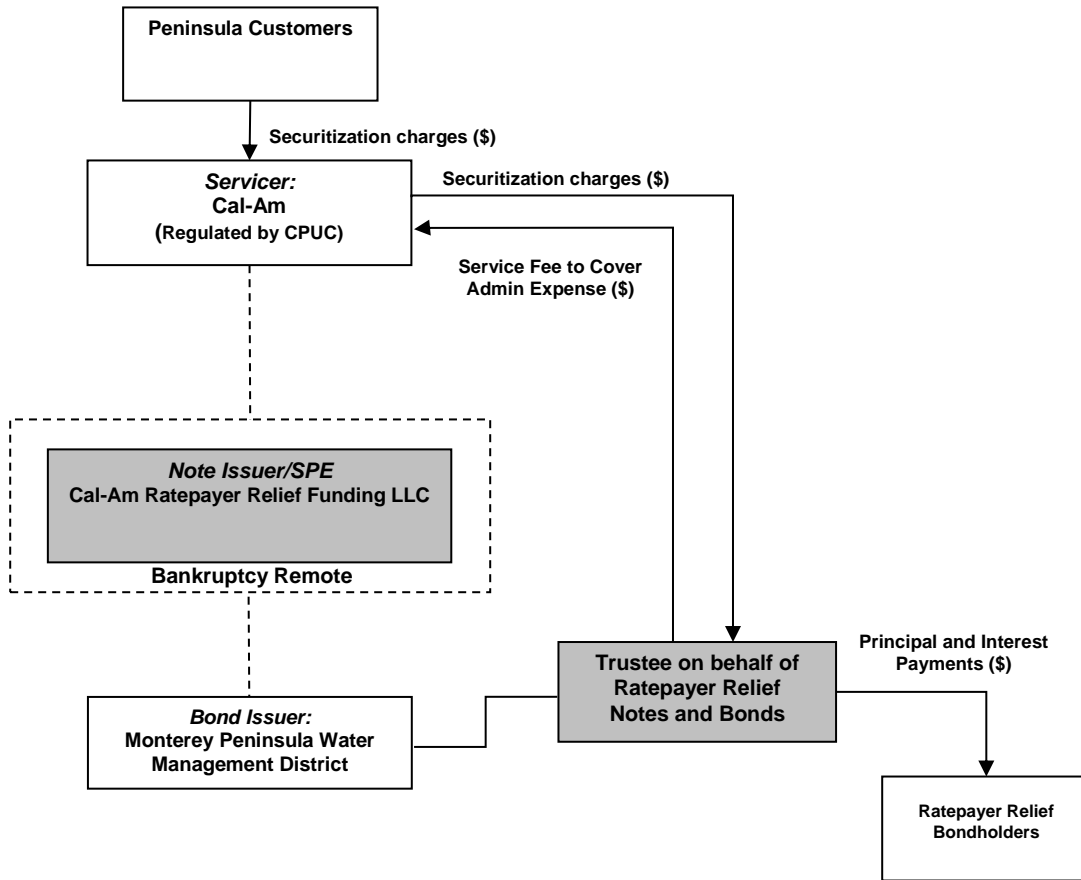 Peninsula Customers
Securitization charges ($)
Servicer:
Cal-Am
(Regulated by CPUC)
Securitization charges ($)
Service Fee to Cover
Admin Expense ($)
Note Issuer/SPE
Cal-Am Ratepayer Relief Funding LLC
Bankruptcy Remote
Trustee on behalf of
Ratepayer Relief
Notes and Bonds
Principal and Interest
Payments ($)
Bond Issuer:
Monterey Peninsula Water
Management District
Ratepayer Relief
Bondholders